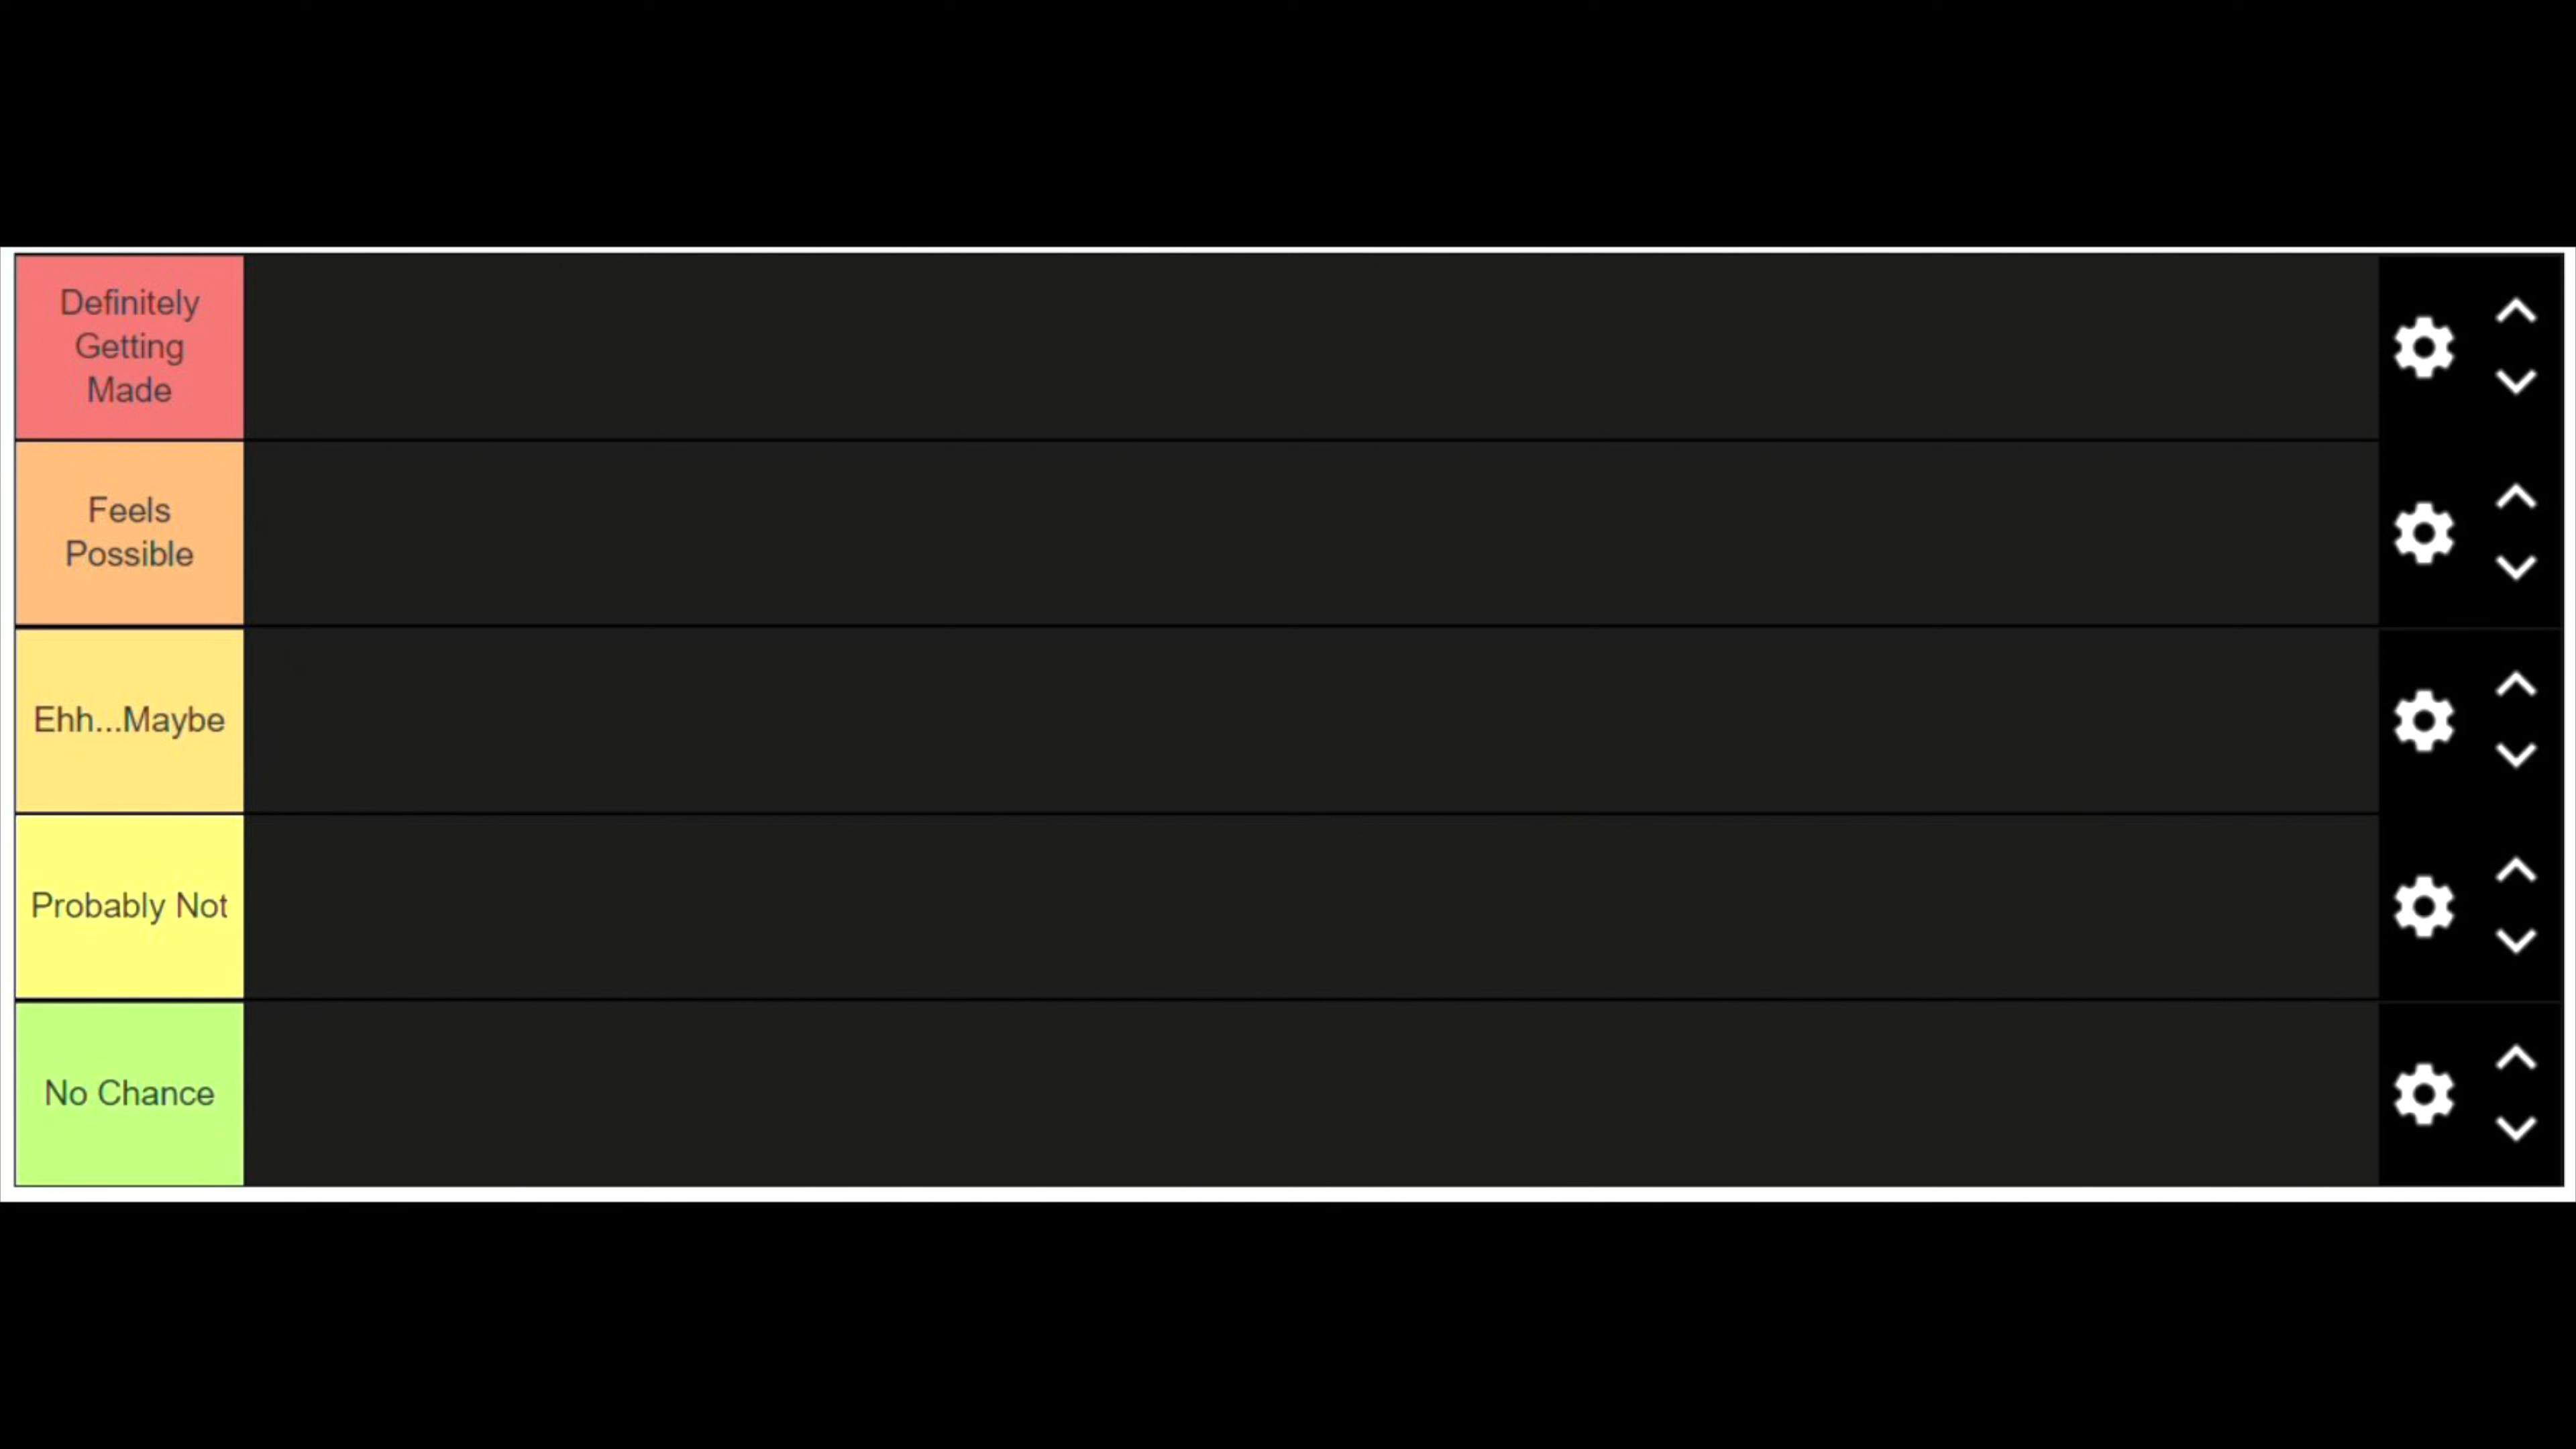 Definitely
Getting
Made
Feels
Possible
Ehh...Maybe
Probably Not
No Chance